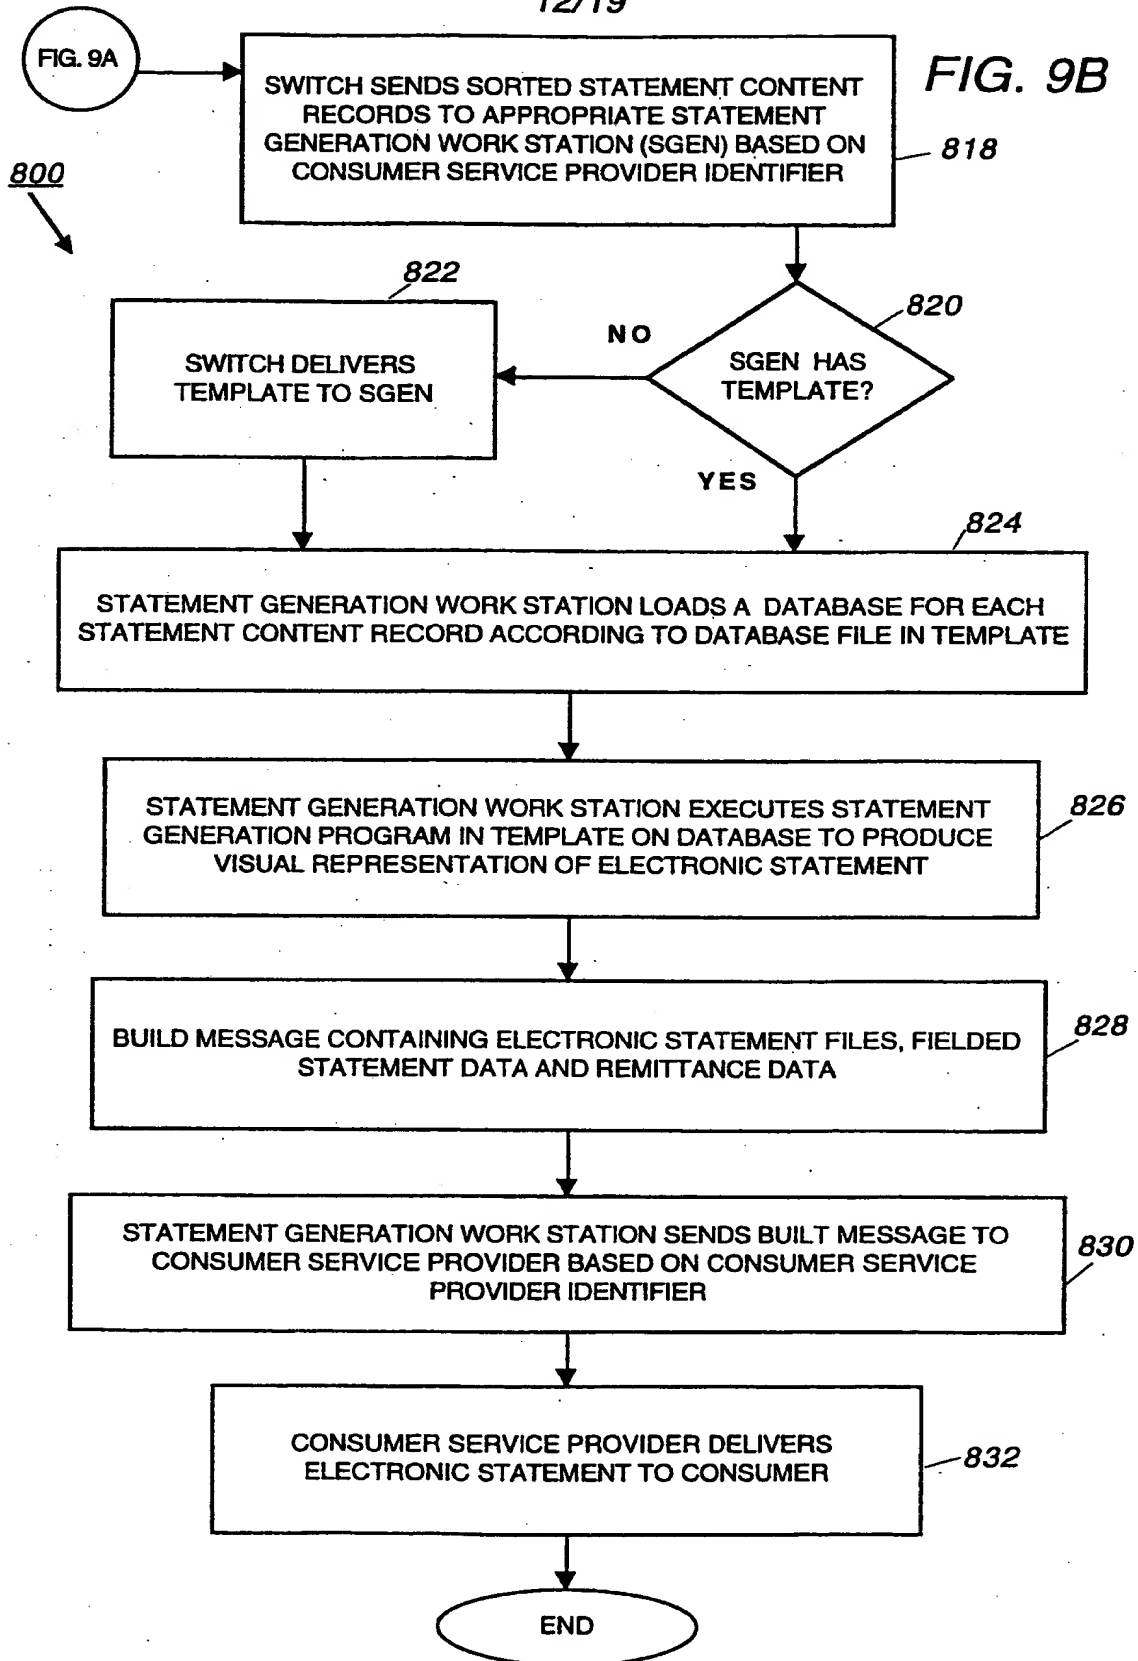 12/19
FIG. 9A
FIG. 9B
SWITCH SENDS SORTED STATEMENT CONTENT
RECORDS TO APPROPRIATE STATEMENT
GENERATION WORK STATION (SGEN) BASED ON
CONSUMER SERVICE PROVIDER IDENTIFIER
818
800
822
820
NO
SWITCH DELIVERS
TEMPLATE TO SGEN
SGEN HAS
TEMPLATE?
YES
824
STATEMENT GENERATION WORK STATION LOADS A DATABASE FOR EACH
STATEMENT CONTENT RECORD ACCORDING TO DATABASE FILE IN TEMPLATE
STATEMENT GENERATION WORK STATION EXECUTES STATEMENT
GENERATION PROGRAM IN TEMPLATE ON DATABASE TO PRODUCE
VISUAL REPRESENTATION OF ELECTRONIC STATEMENT
826
BUILD MESSAGE CONTAINING ELECTRONIC STATEMENT FILES, FIELDED
STATEMENT DATA AND REMITTANCE DATA
828
STATEMENT GENERATION WORK STATION SENDS BUILT MESSAGE TO
CONSUMER SERVICE PROVIDER BASED ON CONSUMER SERVICE
PROVIDER IDENTIFIER
830
CONSUMER SERVICE PROVIDER DELIVERS
ELECTRONIC STATEMENT TO CONSUMER
832
END